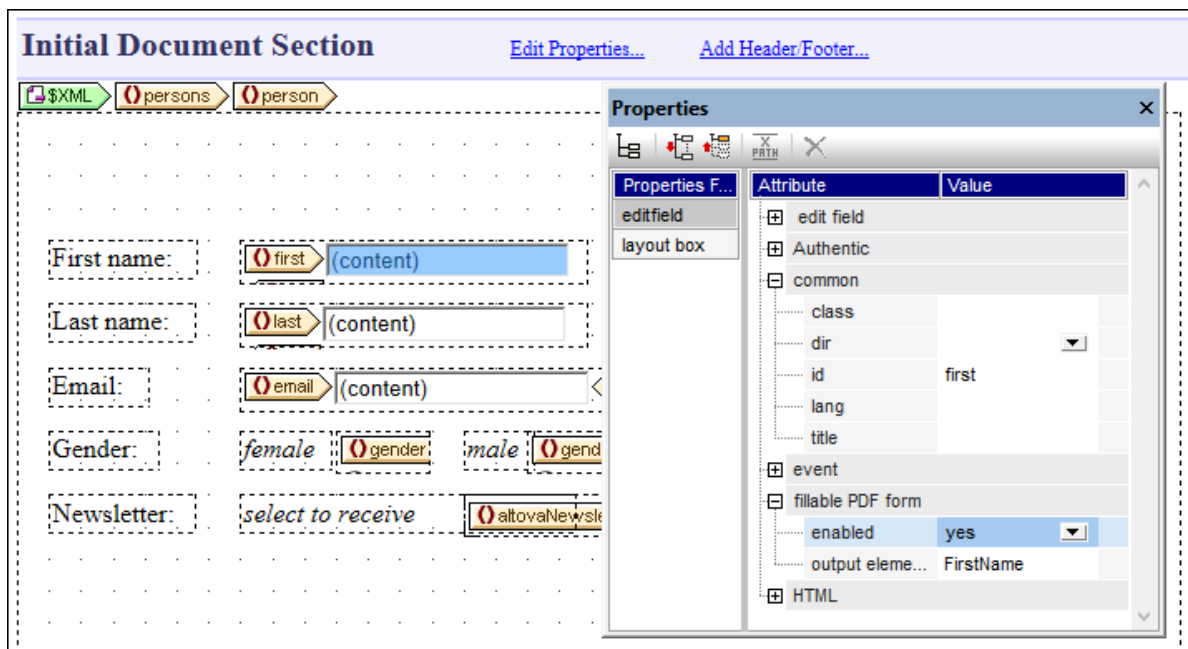 Initial Document Section Edit Properties... Add Header/Footer...
$XML ()persons ()person
First name: ()first (content)
Last name: ()last (content)
Email: ()email (content)
Gender: female ()gender male ()gend
Newsletter: select to receive ()altovaNewsle
Properties
X
PATH
Properties F... Attribute Value
editfield
layout box
edit field
Authentic
common
class
dir
id first
lang
title
event
fillable PDF form
enabled yes
output eleme... FirstName
HTML